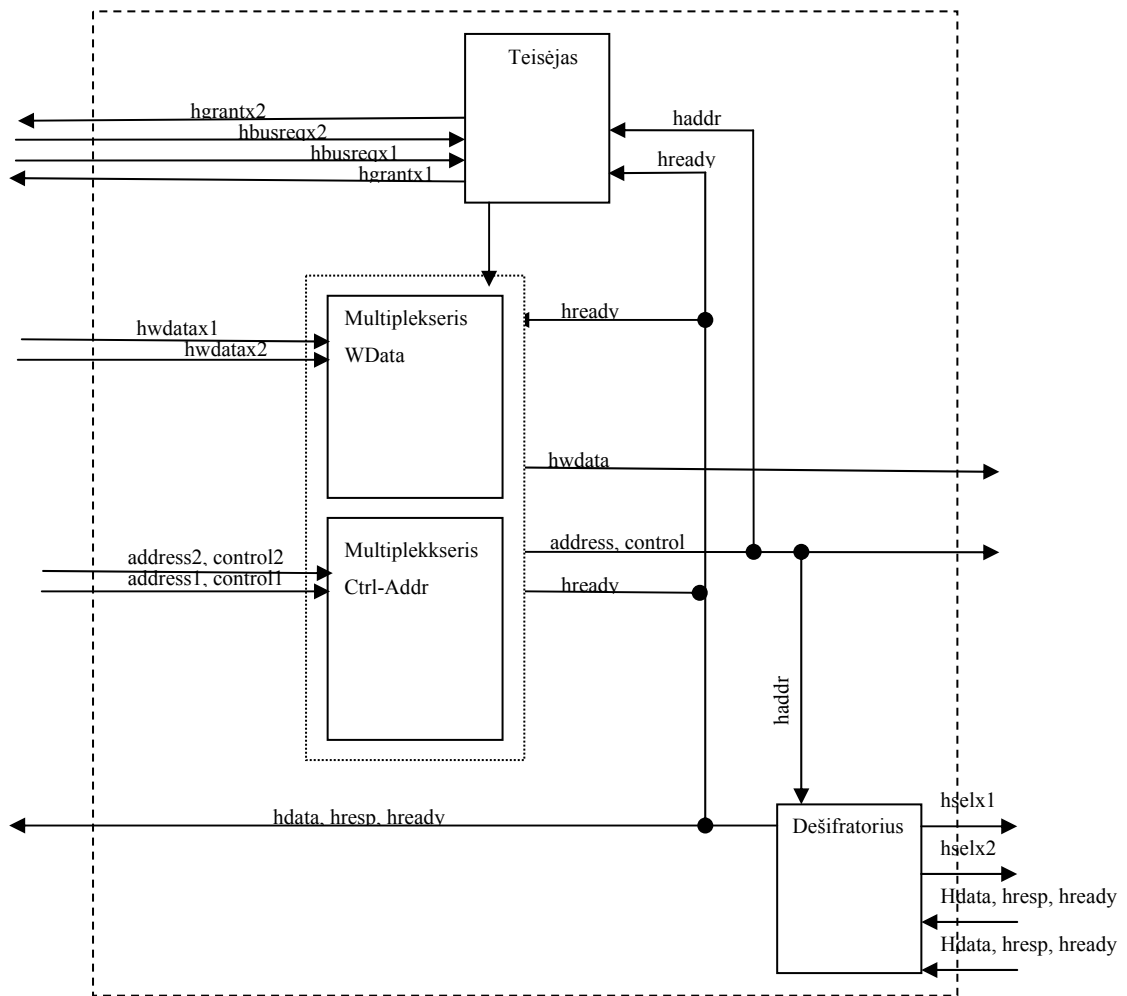 Teisėjas
hgrantx2
hbusreqx2
hbusreqx1
hgrantx1
haddr
hready
Multiplekseris
WData
hwdatax1
hwdatax2
hready
hwdata
Multiplekkseris
Ctrl-Addr
address2, control2
address1, control1
address, control
hready
haddr
hdata, hresp, hready
Dešifratorius
hselx1
hselx2
Hdata, hresp, hready
Hdata, hresp, hready